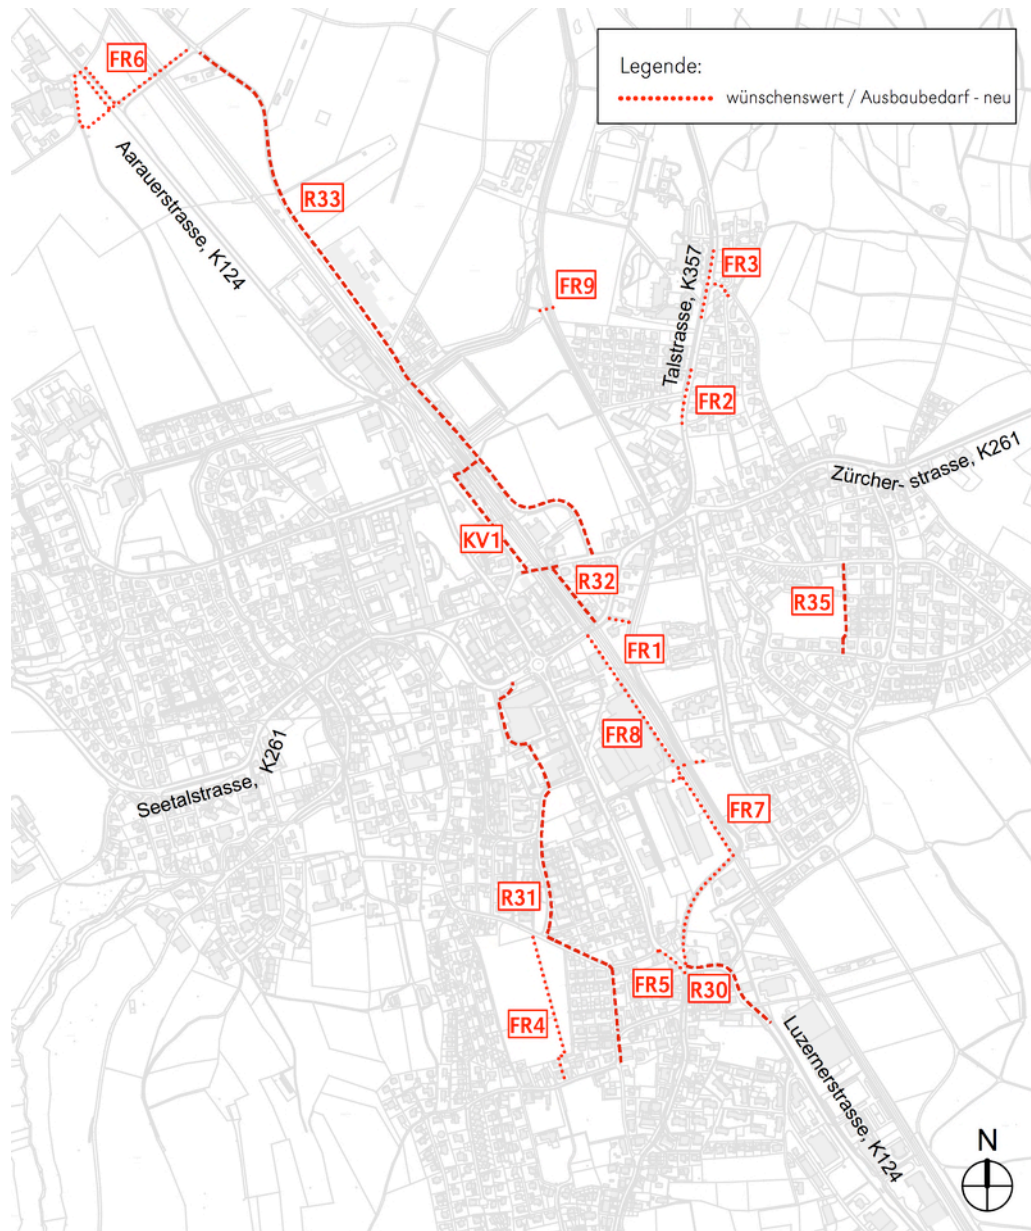 FR6
Legende:
wünschenswert / Ausbaubedarf - neu
Aarauerstrasse, K124
R33
FR3
Talstrasse, K357
FR9
FR2
Zürcher- strasse, K261
KV1
R32
R35
FR1
FR8
Seetalstrasse, K261
FR7
R31
FR5
R30
FR4
Luzernerstrasse, K124
N